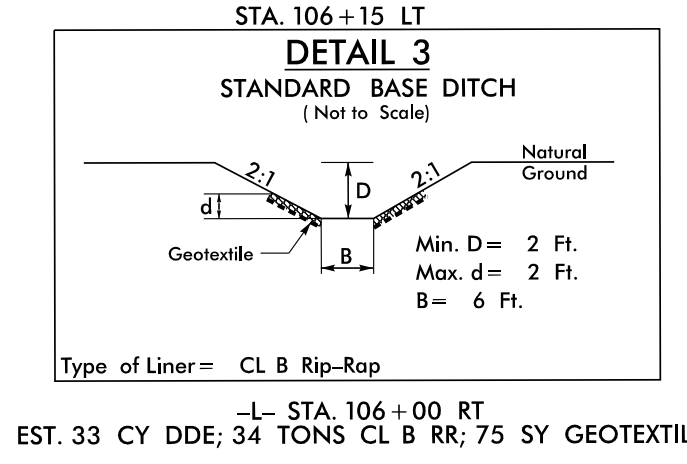 STA. 106+15 LT
DETAIL 3
STANDARD BASE DITCH
( Not to Scale)
2:1
D
2:1
Natural
Ground
d
Geotextile
B
Min. D= 2 Ft.
Max. d= 2 Ft.
B= 6 Ft.
Type of Liner= CL B Rip-Rap
-L- STA. 106+00 RT
EST. 33 CY DDE; 34 TONS CL B RR; 75 SY GEOTEXTIL